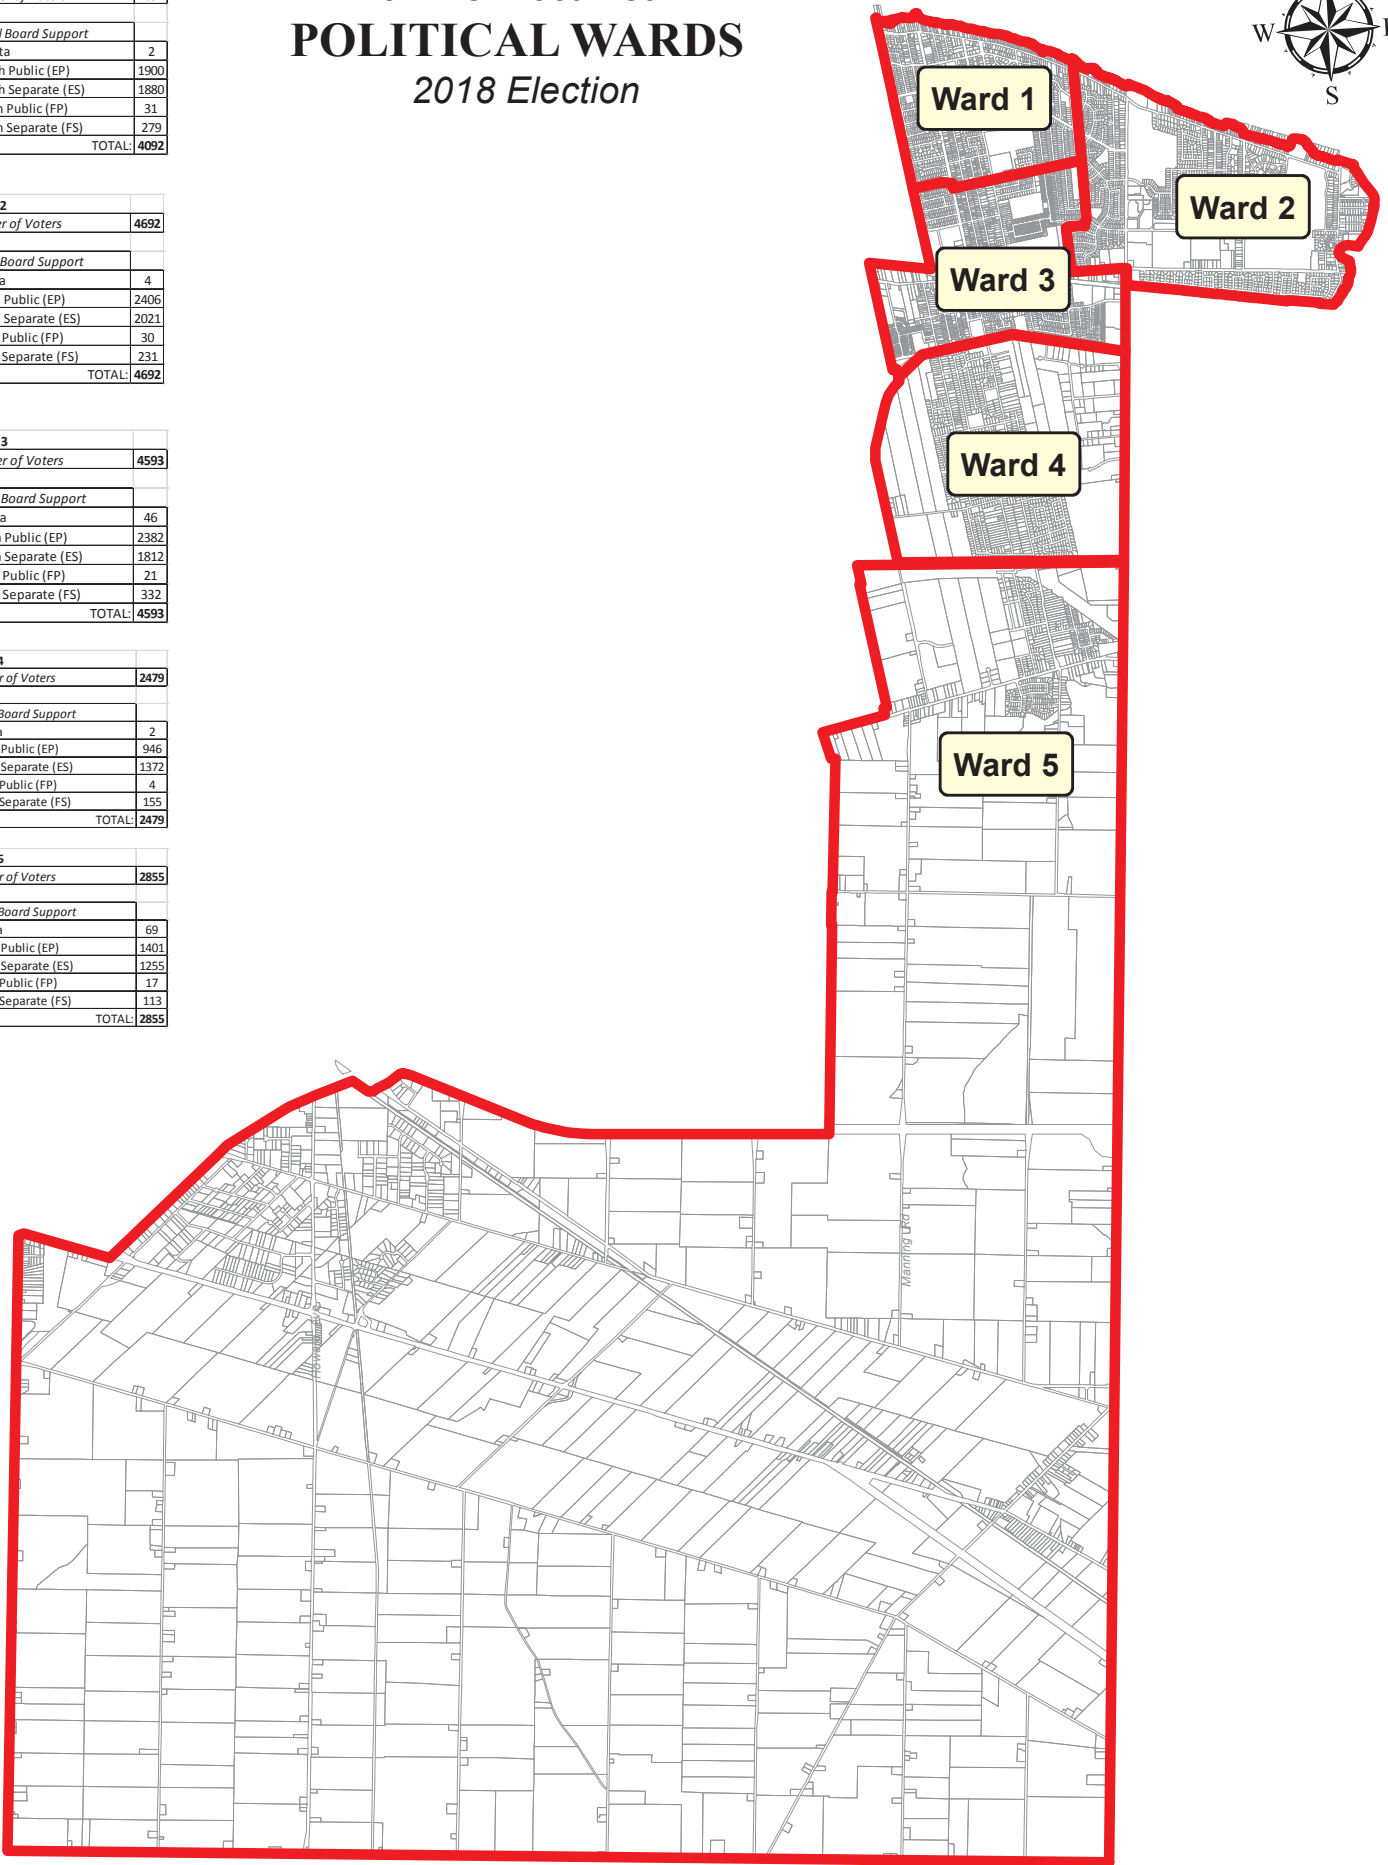 Board Support
2
Public (EP) 1900
Separate (ES) 1880
Public (FP) 31
Separate (FS) 279
TOTAL: 4092
2
of Voters 4692
Board Support
4
Public (EP) 2406
Separate (ES) 2021
Public (FP) 30
Separate (FS) 231
TOTAL: 4692
3
of Voters 4593
Board Support
46
Public (EP) 2382
Separate (ES) 1812
Public (FP) 21
Separate (FS) 332
TOTAL: 4593
4
of Voters 2479
Board Support
2
Public (EP) 946
Separate (ES) 1372
Public (FP) 4
Separate (FS) 155
TOTAL: 2479
5
of Voters 2855
Board Support
69
Public (EP) 1401
Separate (ES) 1255
Public (FP) 17
Separate (FS) 113
TOTAL: 2855
POLITICAL WARDS
2018 Election
W
S
Ward 1
Ward 2
Ward 3
Ward 4
Ward 5
Manning Rd